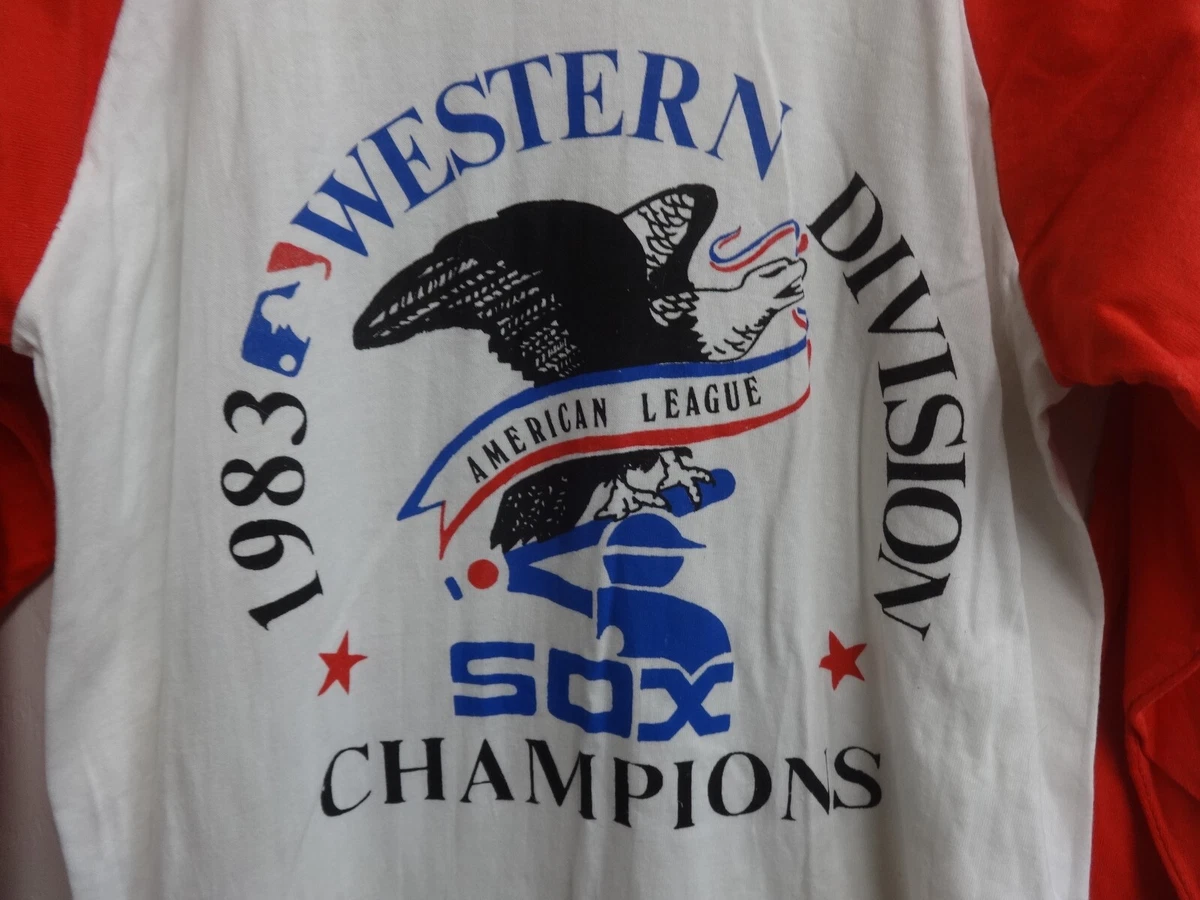 1983 WESTERN DIVISION
AMERICAN LEAGUE
SOX
CHAMPIONS